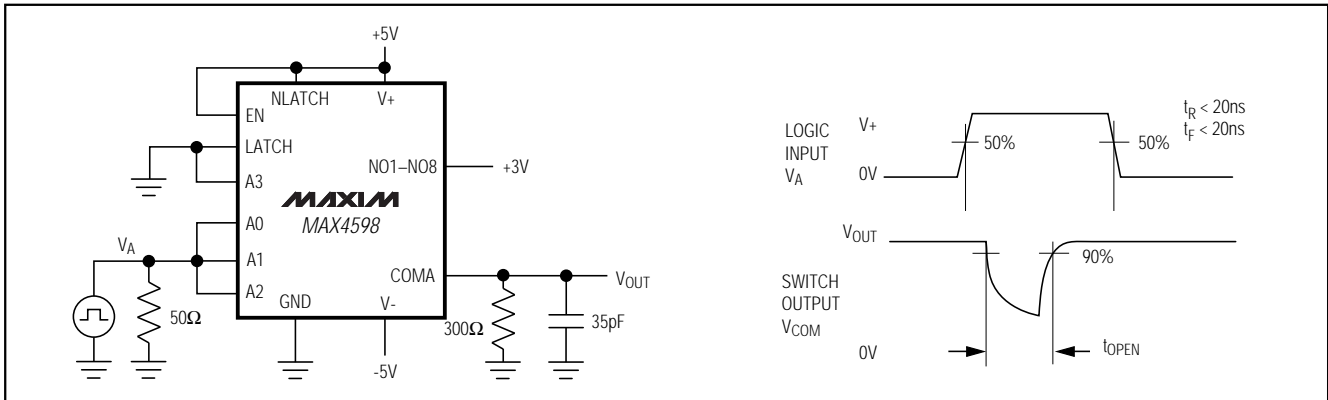 +5V
NLATCH
V+
EN
LATCH
NO1–NO8
+3V
A3
MAXIM
MAX4598
A0
VA
A1
COMA
VOUT
A2
GND
V-
50Ω
300Ω
35pF
-5V
LOGIC
INPUT
VA
V+
0V
50%
50%
tR < 20ns
tF < 20ns
VOUT
90%
SWITCH
OUTPUT
VCOM
0V
tOPEN